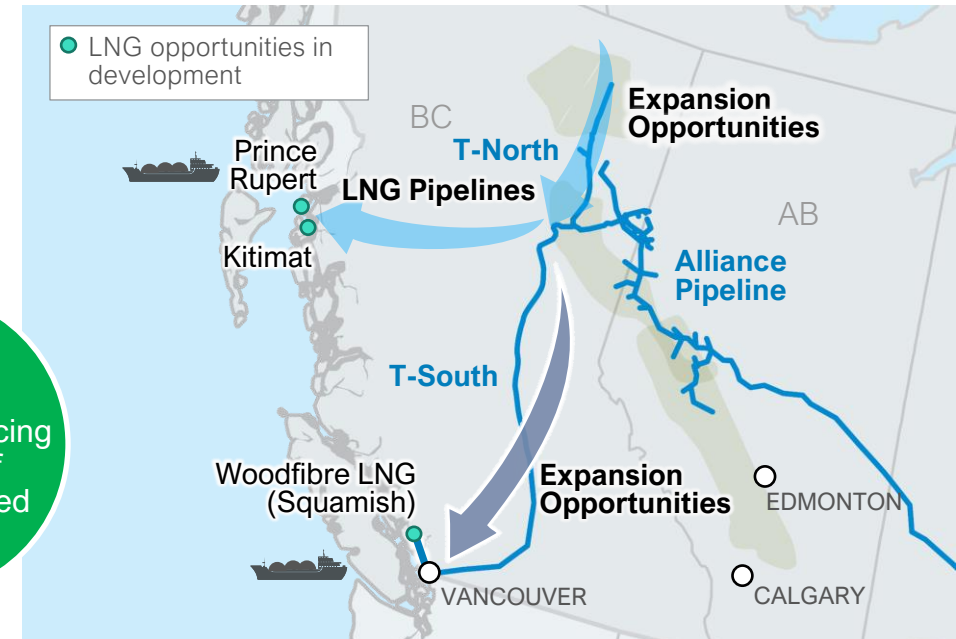 LNG opportunities in
development
BC
Expansion
Opportunities
T-North
Prince
Rupert
LNG Pipelines
AB
Kitimat
Alliance
Pipeline
T-South
Woodfibre LNG
(Squamish)
Expansion
Opportunities
EDMONTON
VANCOUVER
CALGARY